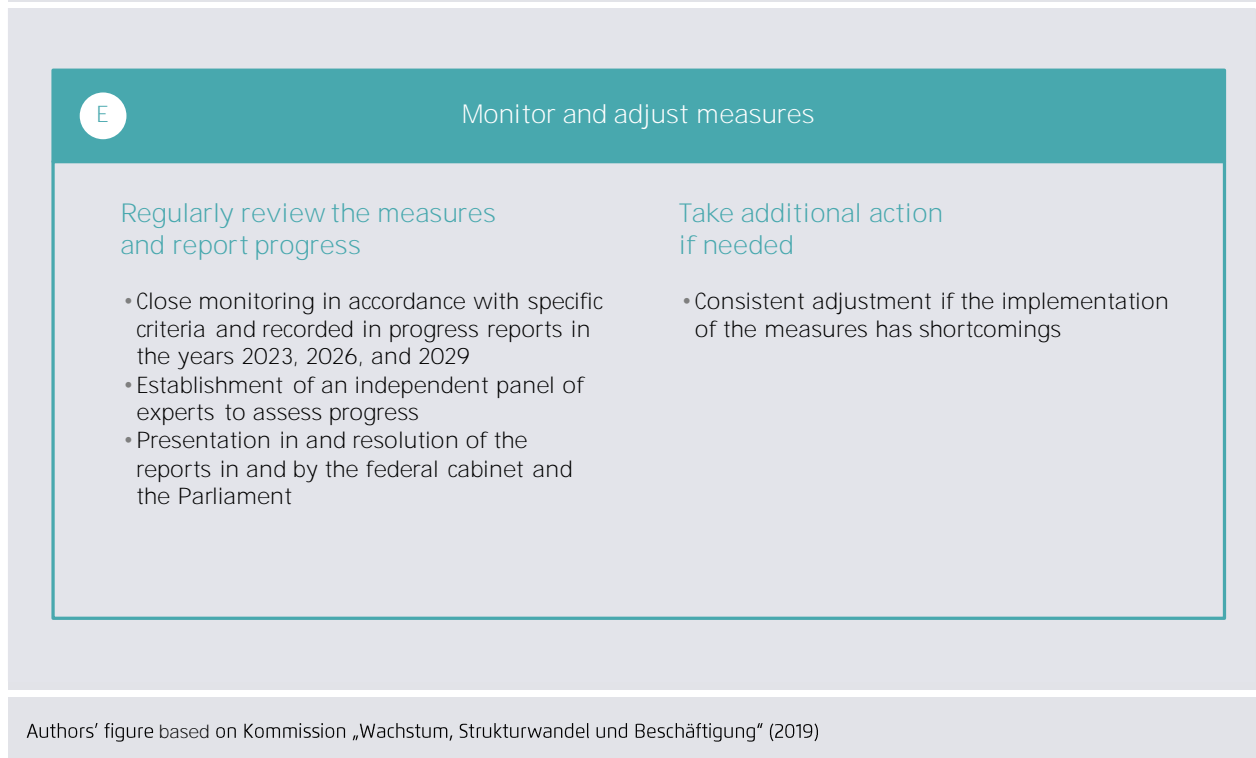 E
Monitor and adjust measures
Regularly review the measures
and report progress
• Close monitoring in accordance with specific
criteria and recorded in progress reports in
the years 2023, 2026, and 2029
• Establishment of an independent panel of
experts to assess progress
• Presentation in and resolution of the
reports in and by the federal cabinet and
the Parliament
Take additional action
if needed
• Consistent adjustment if the implementation
of the measures has shortcomings
Authors’ figure based on Kommission „Wachstum, Strukturwandel und Beschäftigung“ (2019)